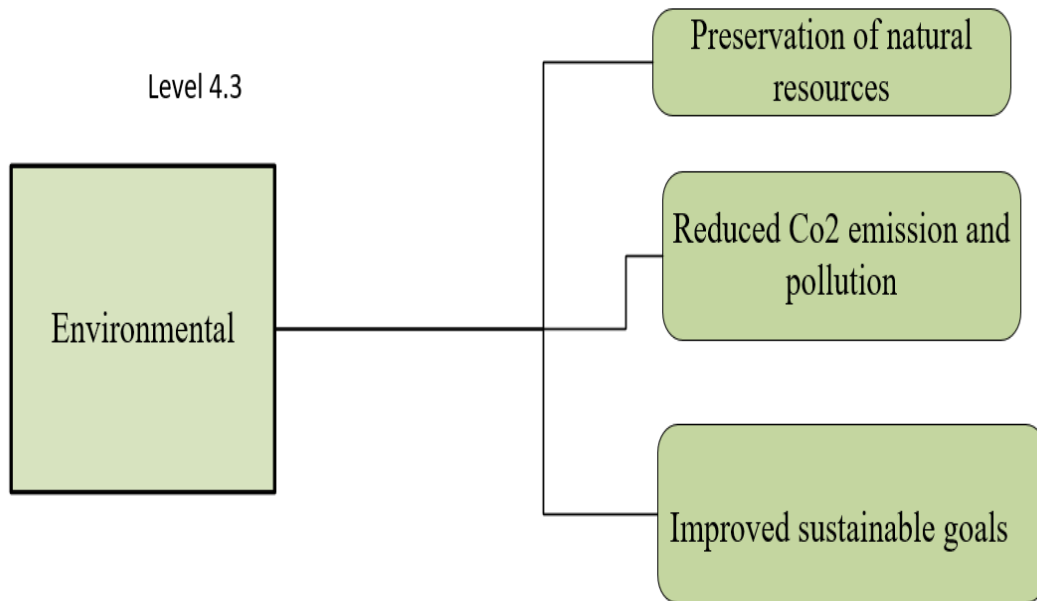 Level 4.3
Environmental
Preservation of natural
resources
Reduced Co2 emission and
pollution
Improved sustainable goals